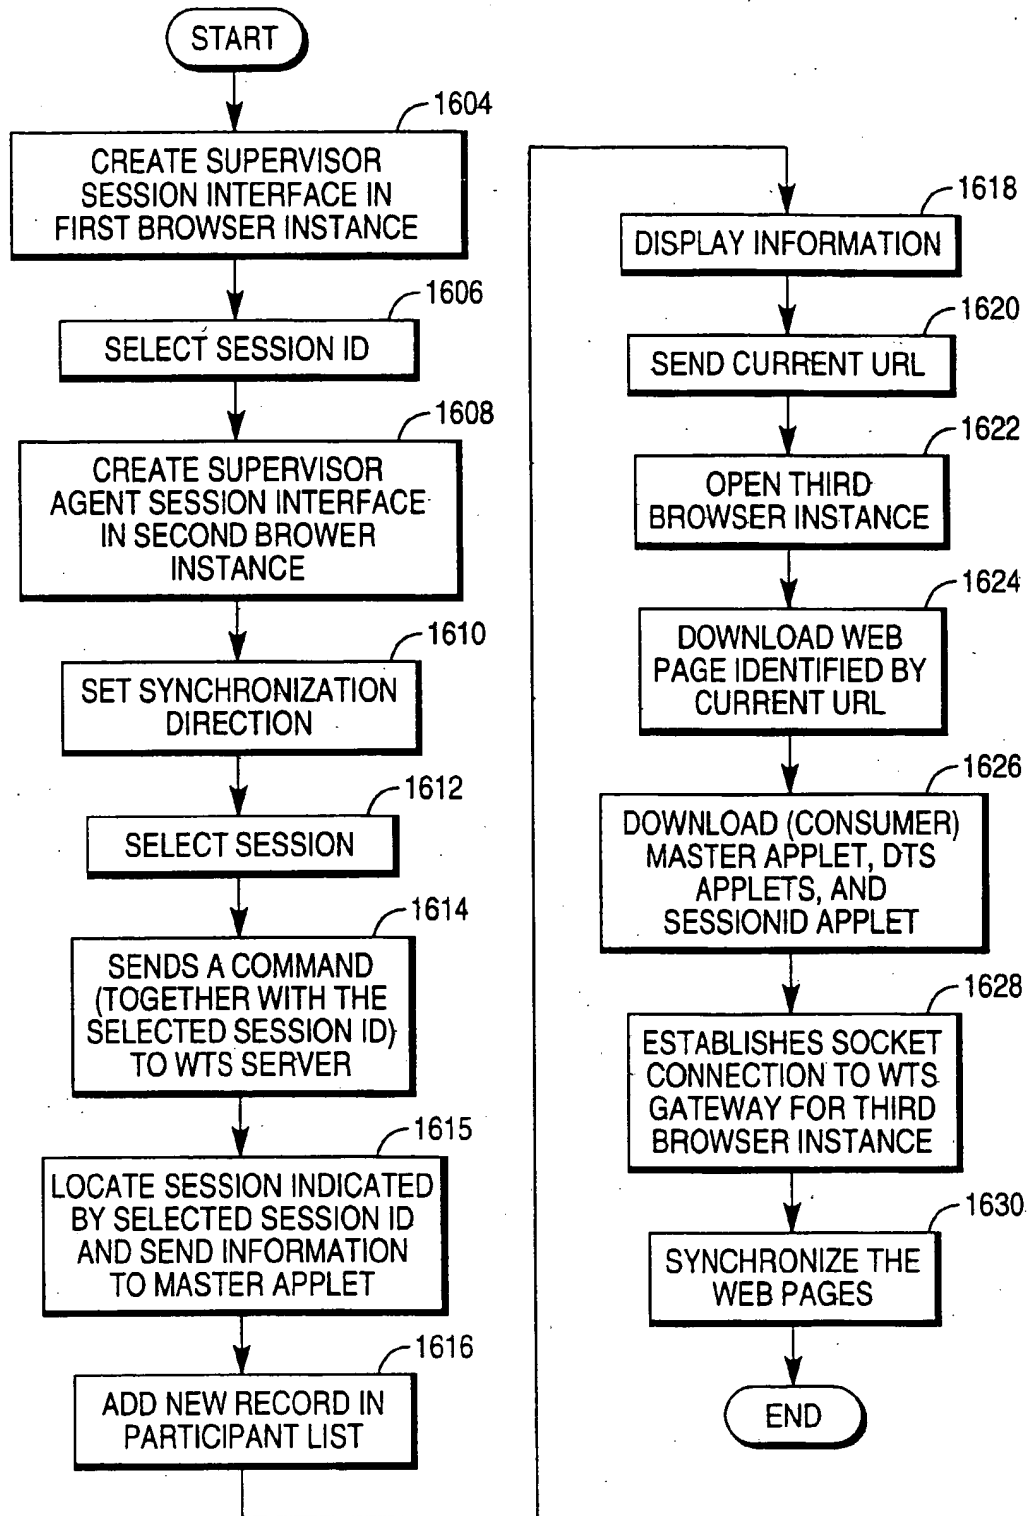 START
1604
CREATE SUPERVISOR
SESSION INTERFACE IN
FIRST BROWSER INSTANCE
1606
SELECT SESSION ID
1608
CREATE SUPERVISOR
AGENT SESSION INTERFACE
IN SECOND BROWER
INSTANCE
1610
SET SYNCHRONIZATION
DIRECTION
1612
SELECT SESSION
1614
SENDS A COMMAND
(TOGETHER WITH THE
SELECTED SESSION ID)
TO WTS SERVER
1615
LOCATE SESSION INDICATED
BY SELECTED SESSION ID
AND SEND INFORMATION
TO MASTER APPLET
1616
ADD NEW RECORD IN
PARTICIPANT LIST
1618
DISPLAY INFORMATION
1620
SEND CURRENT URL
1622
OPEN THIRD
BROWSER INSTANCE
1624
DOWNLOAD WEB
PAGE IDENTIFIED BY
CURRENT URL
1626
DOWNLOAD (CONSUMER)
MASTER APPLET, DTS
APPLETS, AND
SESSIONID APPLET
1628
ESTABLISHES SOCKET
CONNECTION TO WTS
GATEWAY FOR THIRD
BROWSER INSTANCE
1630
SYNCHRONIZE THE
WEB PAGES
END